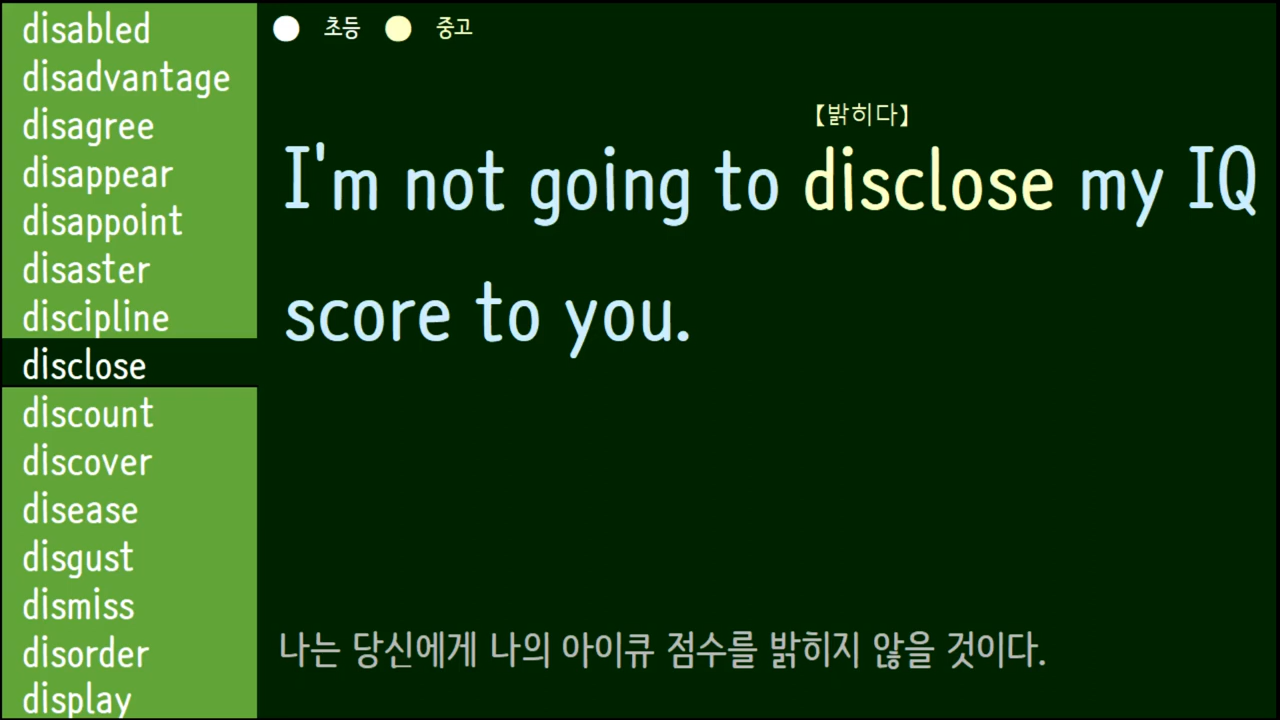 disabled
disadvantage
disagree
disappear
disappoint
disaster
discipline
disclose
discount
discover
disease
disgust
dismiss
disorder
display
초등 중고
【밝히다】
I'm not going to disclose my IQ
score to you.
나는 당신에게 나의 아이큐 점수를 밝히지 않을 것이다.